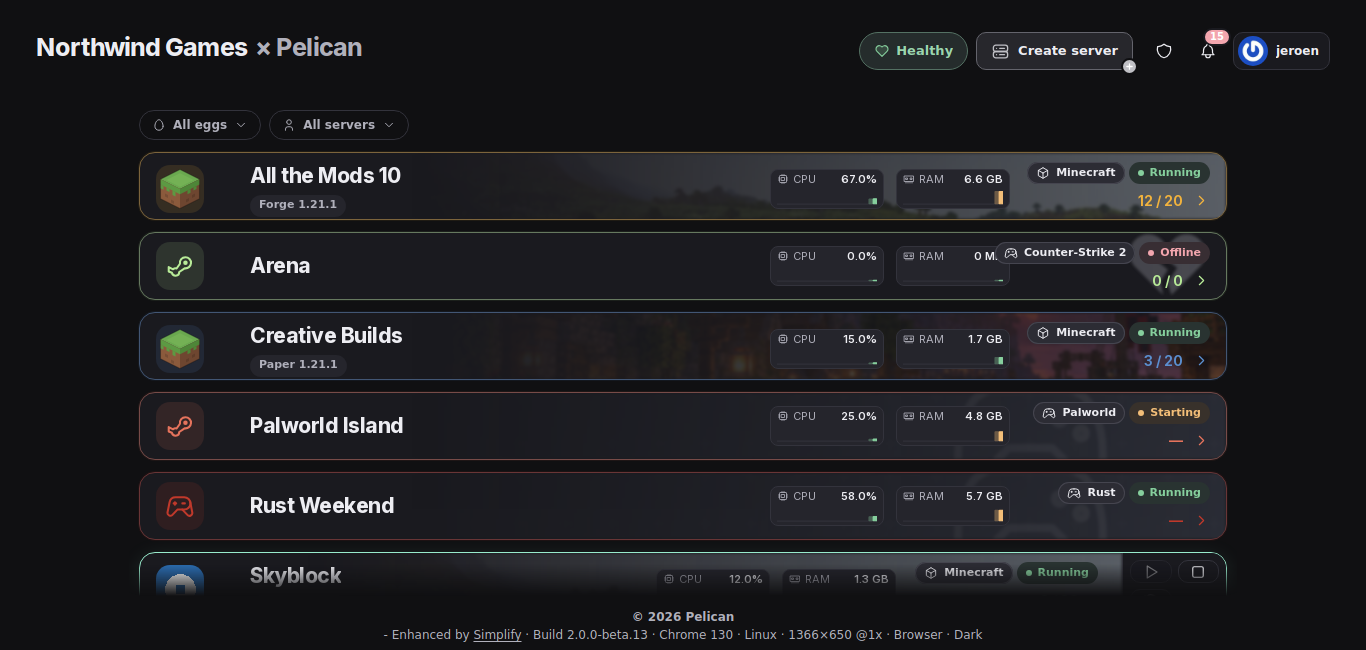 Northwind Games × Pelican
Healthy
Create server
15
jeroen
All eggs
All servers
All the Mods 10
Forge 1.21.1
CPU 67.0%
RAM 6.6 GB
Minecraft
Running
12 / 20
Arena
CPU 0.0%
RAM 0 M
Counter-Strike 2
Offline
0 / 0
Creative Builds
Paper 1.21.1
CPU 15.0%
RAM 1.7 GB
Minecraft
Running
3 / 20
Palworld Island
CPU 25.0%
RAM 4.8 GB
Palworld
Starting
—
Rust Weekend
CPU 58.0%
RAM 5.7 GB
Rust
Running
—
Skyblock
CPU 12.0%
RAM 1.3 GB
Minecraft
Running
© 2026 Pelican
- Enhanced by Simplify · Build 2.0.0-beta.13 · Chrome 130 · Linux · 1366×650 @1x · Browser · Dark